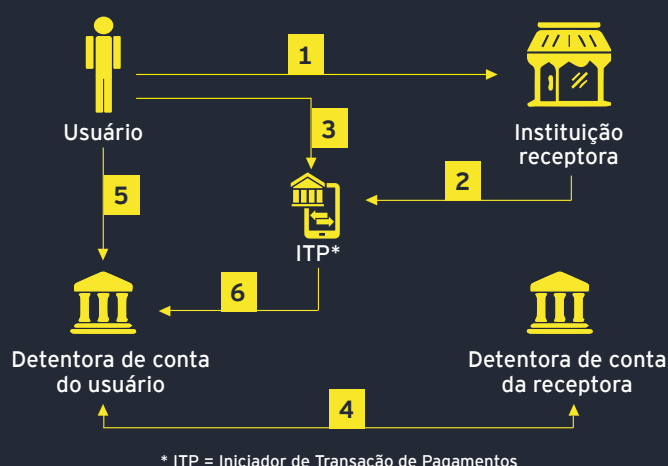 1
Usuário
Instituição
receptora
3
2
5
ITP*
6
Detentora de conta
do usuário
Detentora de conta
da receptora
4
* ITP = Iniciador de Transação de Pagamentos